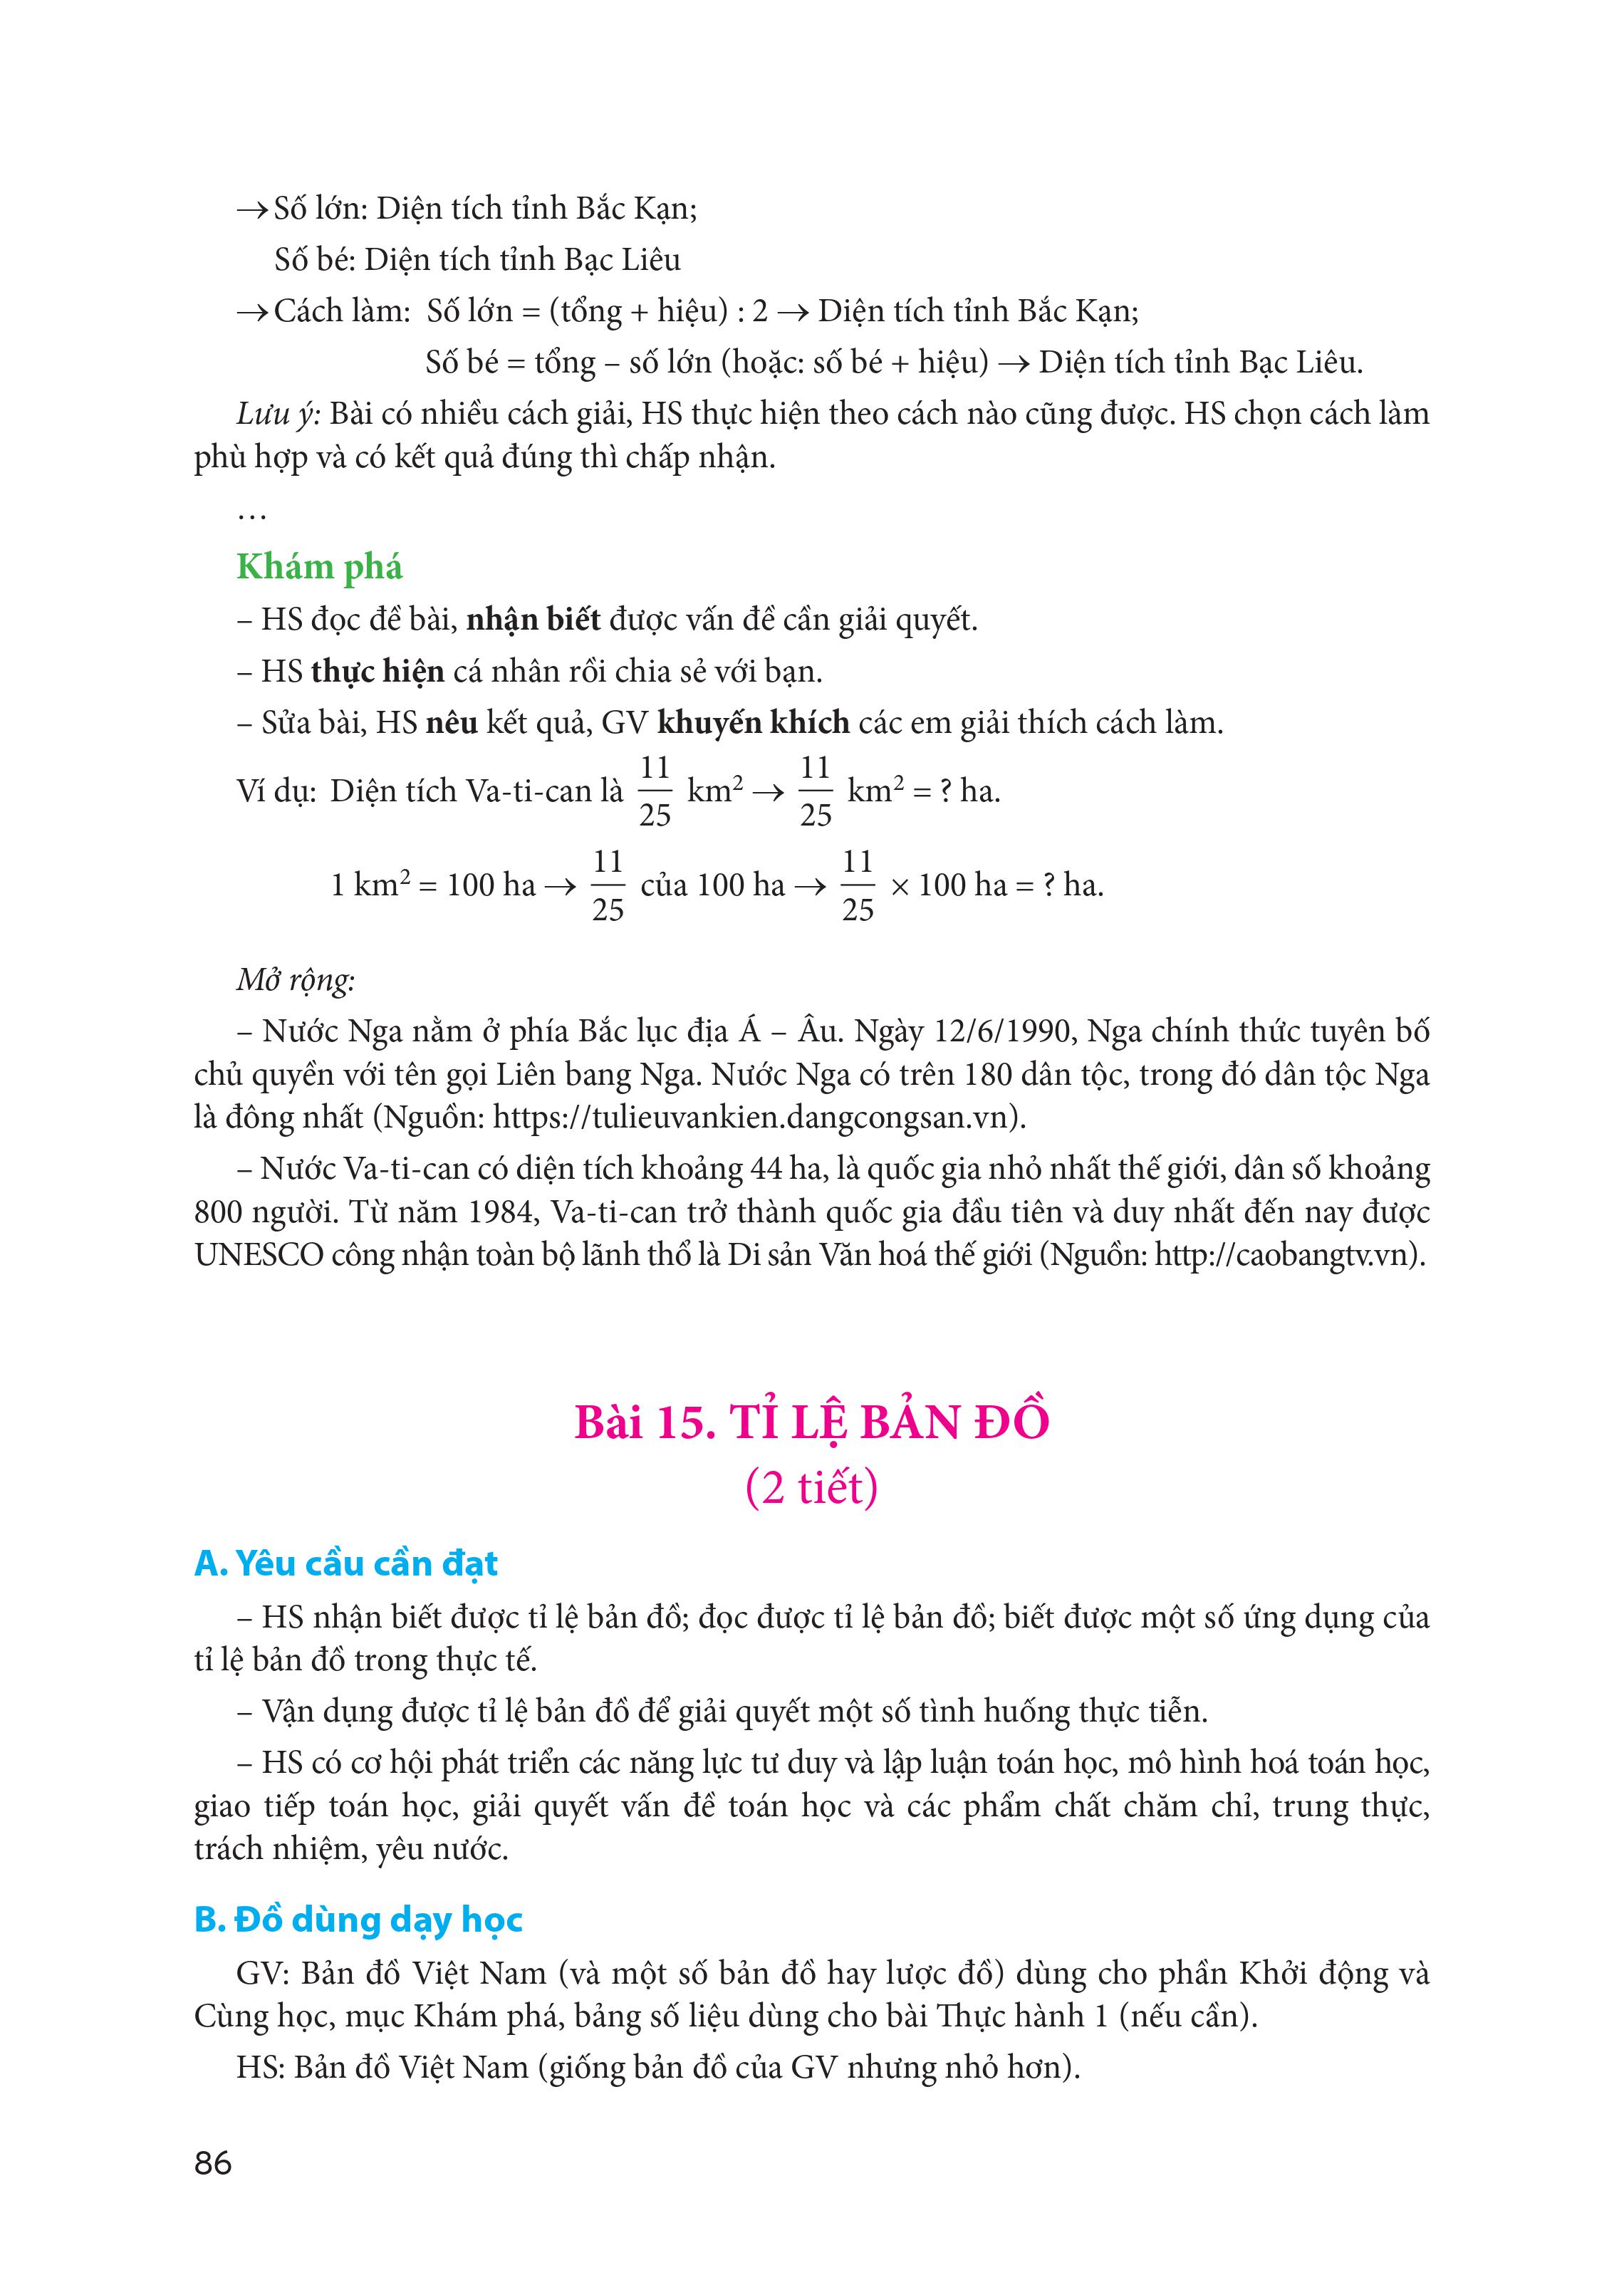 → Số lớn: Diện tích tỉnh Bắc Kạn;
Số bé: Diện tích tỉnh Bạc Liêu
→ Cách làm: Số lớn = (tổng + hiệu) : 2 → Diện tích tỉnh Bắc Kạn;
Số bé = tổng – số lớn (hoặc: số bé + hiệu) → Diện tích tỉnh Bạc Liêu.
Lưu ý: Bài có nhiều cách giải, HS thực hiện theo cách nào cũng được. HS chọn cách làm
phù hợp và có kết quả đúng thì chấp nhận.
…
Khám phá
– HS đọc đề bài, nhận biết được vấn đề cần giải quyết.
– HS thực hiện cá nhân rồi chia sẻ với bạn.
– Sửa bài, HS nêu kết quả, GV khuyến khích các em giải thích cách làm.
Ví dụ: Diện tích Va-ti-can là 11/25 km² → 11/25 km² = ? ha.
1 km² = 100 ha → 11/25 của 100 ha → 11/25 × 100 ha = ? ha.
Mở rộng:
– Nước Nga nằm ở phía Bắc lục địa Á – Âu. Ngày 12/6/1990, Nga chính thức tuyên bố
chủ quyền với tên gọi Liên bang Nga. Nước Nga có trên 180 dân tộc, trong đó dân tộc Nga
là đông nhất (Nguồn: https://tulieuvankien.dangcongsan.vn).
– Nước Va-ti-can có diện tích khoảng 44 ha, là quốc gia nhỏ nhất thế giới, dân số khoảng
800 người. Từ năm 1984, Va-ti-can trở thành quốc gia đầu tiên và duy nhất đến nay được
UNESCO công nhận toàn bộ lãnh thổ là Di sản Văn hoá thế giới (Nguồn: http://caobangtv.vn).
Bài 15. TỈ LỆ BẢN ĐỒ
(2 tiết)
A. Yêu cầu cần đạt
– HS nhận biết được tỉ lệ bản đồ; đọc được tỉ lệ bản đồ; biết được một số ứng dụng của
tỉ lệ bản đồ trong thực tế.
– Vận dụng được tỉ lệ bản đồ để giải quyết một số tình huống thực tiễn.
– HS có cơ hội phát triển các năng lực tư duy và lập luận toán học, mô hình hoá toán học,
giao tiếp toán học, giải quyết vấn đề toán học và các phẩm chất chăm chỉ, trung thực,
trách nhiệm, yêu nước.
B. Đồ dùng dạy học
GV: Bản đồ Việt Nam (và một số bản đồ hay lược đồ) dùng cho phần Khởi động và
Cùng học, mục Khám phá, bảng số liệu dùng cho bài Thực hành 1 (nếu cần).
HS: Bản đồ Việt Nam (giống bản đồ của GV nhưng nhỏ hơn).
86